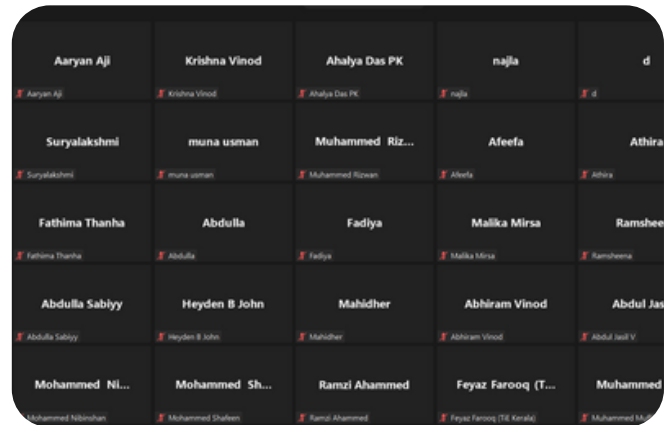 Aaryan Aji
Krishna Vinod
Ahalya Das PK
najla
d
Aaryan Aji
Krishna Vinod
Ahalya Das PK
najla
d
Suryalakshmi
muna usman
Muhammed Riz...
Afeefa
Athira
Suryalakshmi
muna usman
Muhammed Rizwan
Afeefa
Athira
Fathima Thanha
Abdulla
Fadiya
Malika Mirsa
Ramshee
Fathima Thanha
Abdulla
Fadiya
Malika Mirsa
Ramsheena
Abdulla Sabiyy
Heyden B John
Mahidher
Abhiram Vinod
Abdul Jas
Abdulla Sabiyy
Heyden B John
Mahidher
Abhiram Vinod
Abdul Jasil V
Mohammed Ni...
Mohammed Sh...
Ramzi Ahammed
Feyaz Farooq (T...
Muhammed
Mohammed Nibinshan
Mohammed Shafeen
Ramzi Ahammed
Feyaz Farooq (TiE Kerala)
Muhammed